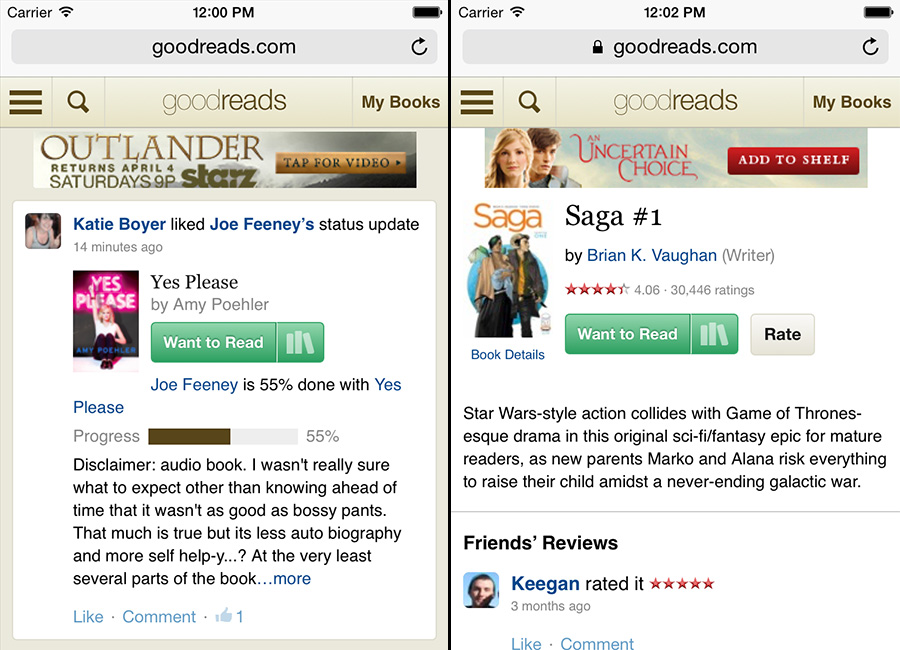 Carrier 12:00 PM
goodreads.com
goodreads My Books
OUTLANDER
RETURNS APRIL 4
SATURDAYS 9P starz
TAP FOR VIDEO
Katie Boyer liked Joe Feeney’s status update
14 minutes ago
YES
PLEASE
AMY POEHLER
Yes Please
by Amy Poehler
Want to Read
Joe Feeney is 55% done with Yes
Please
Progress 55%
Disclaimer: audio book. I wasn't really sure
what to expect other than knowing ahead of
time that it wasn't as good as bossy pants.
That much is true but its less auto biography
and more self help-y...? At the very least
several parts of the book…more
Like · Comment · 1
Carrier 12:02 PM
goodreads.com
goodreads My Books
AN
UNCERTAIN
CHOICE
ADD TO SHELF
Saga
Saga #1
by Brian K. Vaughan (Writer)
4.06 · 30,446 ratings
Want to Read Rate
Book Details
Star Wars-style action collides with Game of Thrones-
esque drama in this original sci-fi/fantasy epic for mature
readers, as new parents Marko and Alana risk everything
to raise their child amidst a never-ending galactic war.
Friends’ Reviews
Keegan rated it
3 months ago
Like · Comment